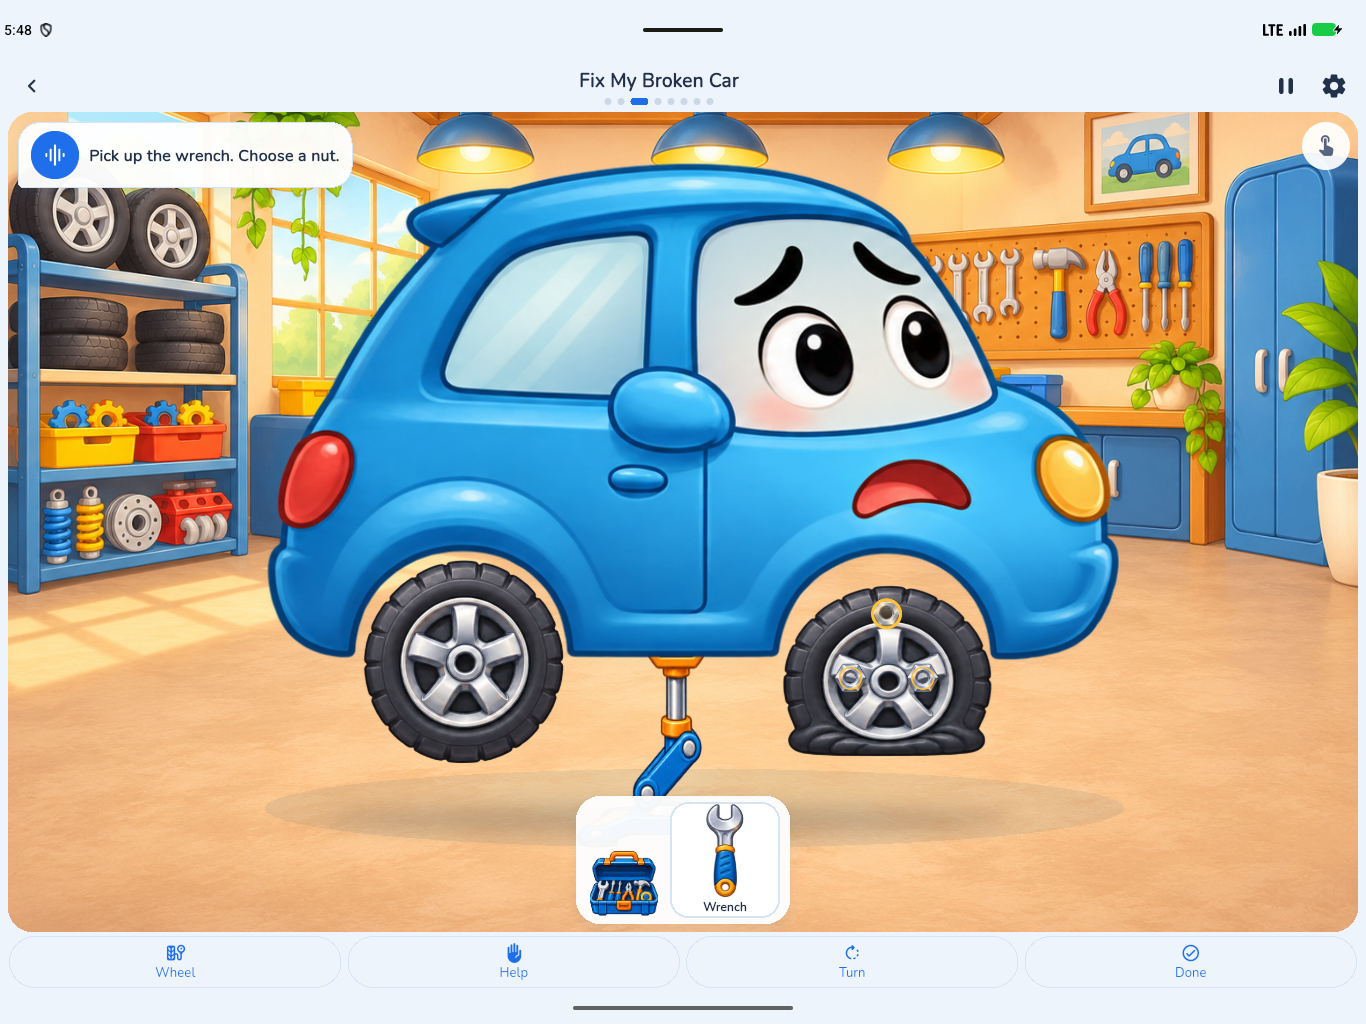 5:48
LTE
Fix My Broken Car
Pick up the wrench. Choose a nut.
Wrench
Wheel
Help
Turn
Done